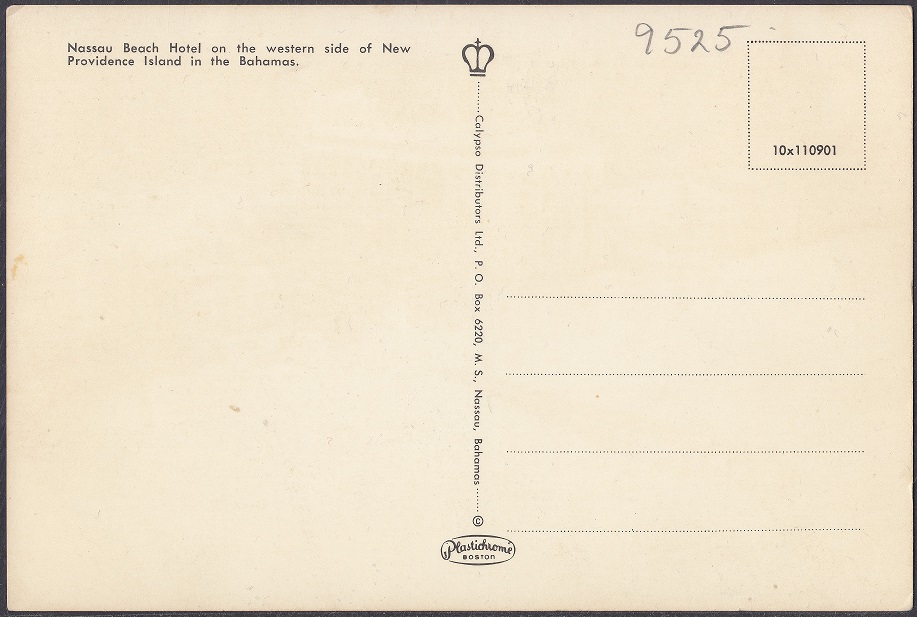 Nassau Beach Hotel on the western side of New
Providence Island in the Bahamas.
9525
10x110901
Calypso Distributors Ltd., P. O. Box 6220, M. S., Nassau, Bahamas
©
Plastichrome
BOSTON